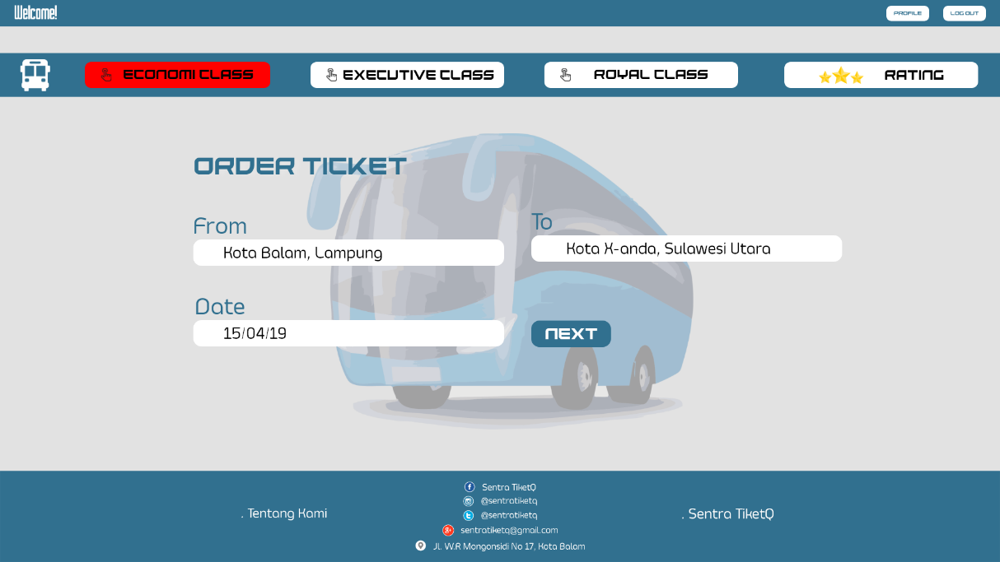 Welcome!
PROFILE
LOG OUT
ECONOMI CLASS
EXECUTIVE CLASS
ROYAL CLASS
RATING
ORDER TICKET
From
To
Kota Balam, Lampung
Kota X-anda, Sulawesi Utara
Date
15/04/19
NEXT
Sentra TiketQ
@sentratiketq
@sentratiketq
sentratiketq@gmail.com
Jl. W.R Mongonsidi No 17, Kota Balam
. Tentang Kami
. Sentra TiketQ